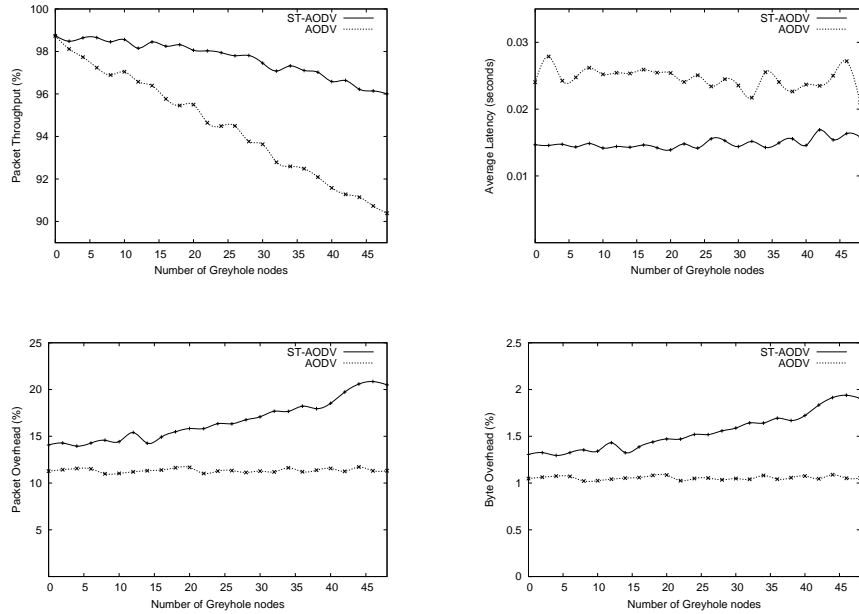 100
98
96
94
92
90
0 5 10 15 20 25 30 35 40 45
Packet Throughput (%)
Number of Greyhole nodes
ST-AODV
AODV
0.03
0.02
0.01
0 5 10 15 20 25 30 35 40 45
Average Latency (seconds)
Number of Greyhole nodes
ST-AODV
AODV
25
20
15
10
5
0 5 10 15 20 25 30 35 40 45
Packet Overhead (%)
Number of Greyhole nodes
ST-AODV
AODV
2.5
2
1.5
1
0.5
0
0 5 10 15 20 25 30 35 40 45
Byte Overhead (%)
Number of Greyhole nodes
ST-AODV
AODV